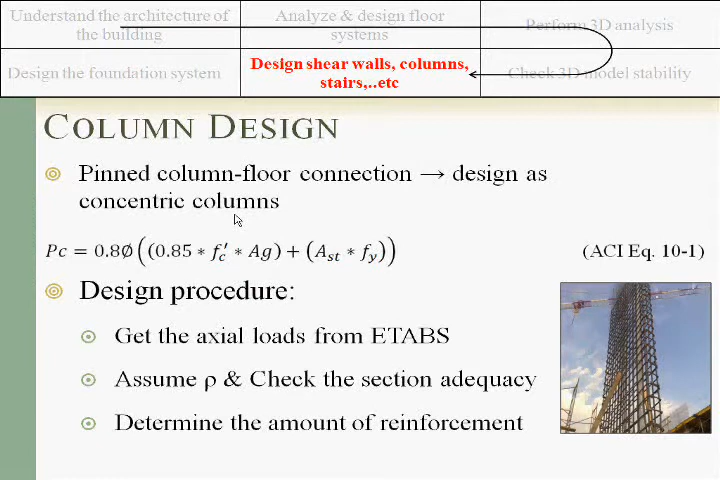 Understand the architecture of
the building
Analyze & design floor
systems
Perform 3D analysis
Design the foundation system
Design shear walls, columns,
stairs,..etc
Check 3D model stability
COLUMN DESIGN
Pinned column-floor connection → design as
concentric columns
Pc = 0.8∅((0.85 * f′c * Ag) + (Ast * fy))
(ACI Eq. 10-1)
Design procedure:
Get the axial loads from ETABS
Assume ρ & Check the section adequacy
Determine the amount of reinforcement